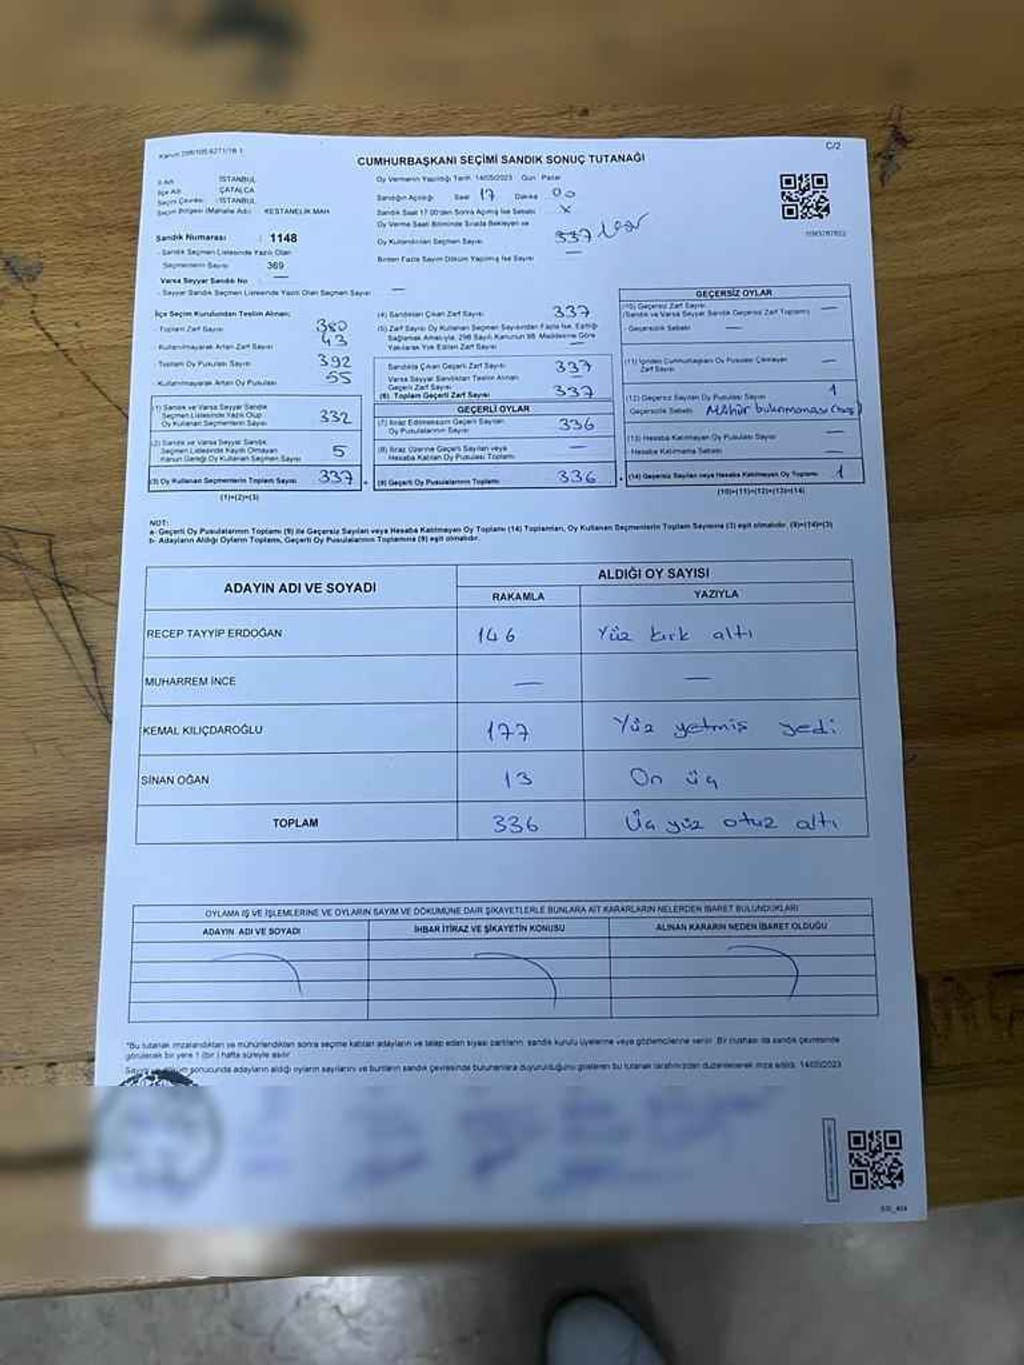 C/2
CUMHURBAŞKANI SEÇİMİ SANDIK SONUÇ TUTANAĞI
İl Adı : İSTANBUL
İlçe Adı : ÇATALCA
Seçim Çevresi : İSTANBUL
Seçim Bölgesi (Mahalle Adı) : KESTANELİK MAH
Sandık Numarası : 1148
- Sandık Seçmen Listesinde Yazılı Olan
Seçmenlerin Sayısı 369
Varsa Seyyar Sandık No —
- Seyyar Sandık Seçmen Listesinde Yazılı Olan Seçmen Sayısı —
Oy Vermenin Yapıldığı Tarih: 14/05/2023 Gün: Pazar
Sandığın Açıldığı Saat 17 Dakika 00
Sandık Saat 17:00'den Sonra Açılmış İse Sebebi X
Oy Verme Saati Bitiminde Sırada Bekleyen ve
Oy Kullandırılan Seçmen Sayısı 337
Birden Fazla Sayım Döküm Yapılmış İse Sayısı —
İlçe Seçim Kurulundan Teslim Alınan;
- Toplam Zarf Sayısı 380
- Kullanılmayarak Artan Zarf Sayısı 43
- Toplam Oy Pusulası Sayısı 392
- Kullanılmayarak Artan Oy Pusulası 55
(1) Sandık ve Varsa Seyyar Sandık
Seçmen Listesinde Yazılı Olup
Oy Kullanan Seçmenlerin Sayısı 332
(2) Sandık ve Varsa Seyyar Sandık
Seçmen Listesinde Kayıtlı Olmayan
Kanun Gereği Oy Kullanan Seçmen Sayısı 5
(3) Oy Kullanan Seçmenlerin Toplam Sayısı 337
(1)+(2)=(3)
(4) Sandıktan Çıkan Zarf Sayısı 337
(5) Zarf Sayısı Oy Kullanan Seçmen Sayısından Fazla İse, Eşitliği
Sağlamak Amacıyla, 298 Sayılı Kanunun 98. Maddesine Göre
Yakılarak Yok Edilen Zarf Sayısı —
Sandıkta Çıkan Geçerli Zarf Sayısı 337
Varsa Seyyar Sandıktan Teslim Alınan
Geçerli Zarf Sayısı —
(6) Toplam Geçerli Zarf Sayısı 337
GEÇERLİ OYLAR
(7) İtiraz Edilmeksizin Geçerli Sayılan
Oy Pusulalarının Sayısı 336
(8) İtiraz Üzerine Geçerli Sayılan veya
Hesaba Katılan Oy Pusulası Toplamı —
(9) Geçerli Oy Pusulalarının Toplamı 336
GEÇERSİZ OYLAR
(10) Geçersiz Zarf Sayısı
(Sandık ve Varsa Seyyar Sandık Geçersiz Zarf Toplamı) —
- Geçersizlik Sebebi —
(11) İçinden Cumhurbaşkanı Oy Pusulası Çıkmayan
Zarf Sayısı —
(12) Geçersiz Sayılan Oy Pusulası Sayısı 1
Geçersizlik Sebebi Mühür bulunmaması (boş)
(13) Hesaba Katılmayan Oy Pusulası Sayısı —
Hesaba Katılmama Sebebi —
(14) Geçersiz Sayılan veya Hesaba Katılmayan Oy Toplamı 1
(10)+(11)+(12)+(13)=(14)
NOT:
a- Geçerli Oy Pusulalarının Toplamı (9) ile Geçersiz Sayılan veya Hesaba Katılmayan Oy Toplamı (14) Toplamları, Oy Kullanan Seçmenlerin Toplam Sayısına (3) eşit olmalıdır. (9)+(14)=(3)
b- Adayların Aldığı Oyların Toplamı, Geçerli Oy Pusulalarının Toplamına (9) eşit olmalıdır.
ADAYIN ADI VE SOYADI ALDIĞI OY SAYISI
RAKAMLA YAZIYLA
RECEP TAYYİP ERDOĞAN 146 Yüz kırk altı
MUHARREM İNCE — —
KEMAL KILIÇDAROĞLU 177 Yüz yetmiş yedi
SİNAN OĞAN 13 On üç
TOPLAM 336 Üç yüz otuz altı
OYLAMA İŞ VE İŞLEMLERİNE VE OYLARIN SAYIM VE DÖKÜMÜNE DAİR ŞİKAYETLERLE BUNLARA AİT KARARLARIN NELERDEN İBARET BULUNDUKLARI
ADAYIN ADI VE SOYADI İHBAR İTİRAZ VE ŞİKAYETİN KONUSU ALINAN KARARIN NEDEN İBARET OLDUĞU
*Bu tutanak imzalandıktan ve mühürlendikten sonra seçime katılan adayların ve talep eden siyasi partilerin, sandık kurulu üyelerine veya gözlemcilerine verilir. Bir nüshası da sandık çevresinde
görülecek bir yere 1 (bir) hafta süreyle asılır.
sonucunda adayların aldığı oyların sayılarını ve bunların sandık çevresinde bulunanlara duyurulduğunu gösteren bu tutanak tarafımızdan düzenlenerek imza edildi. 14/05/2023